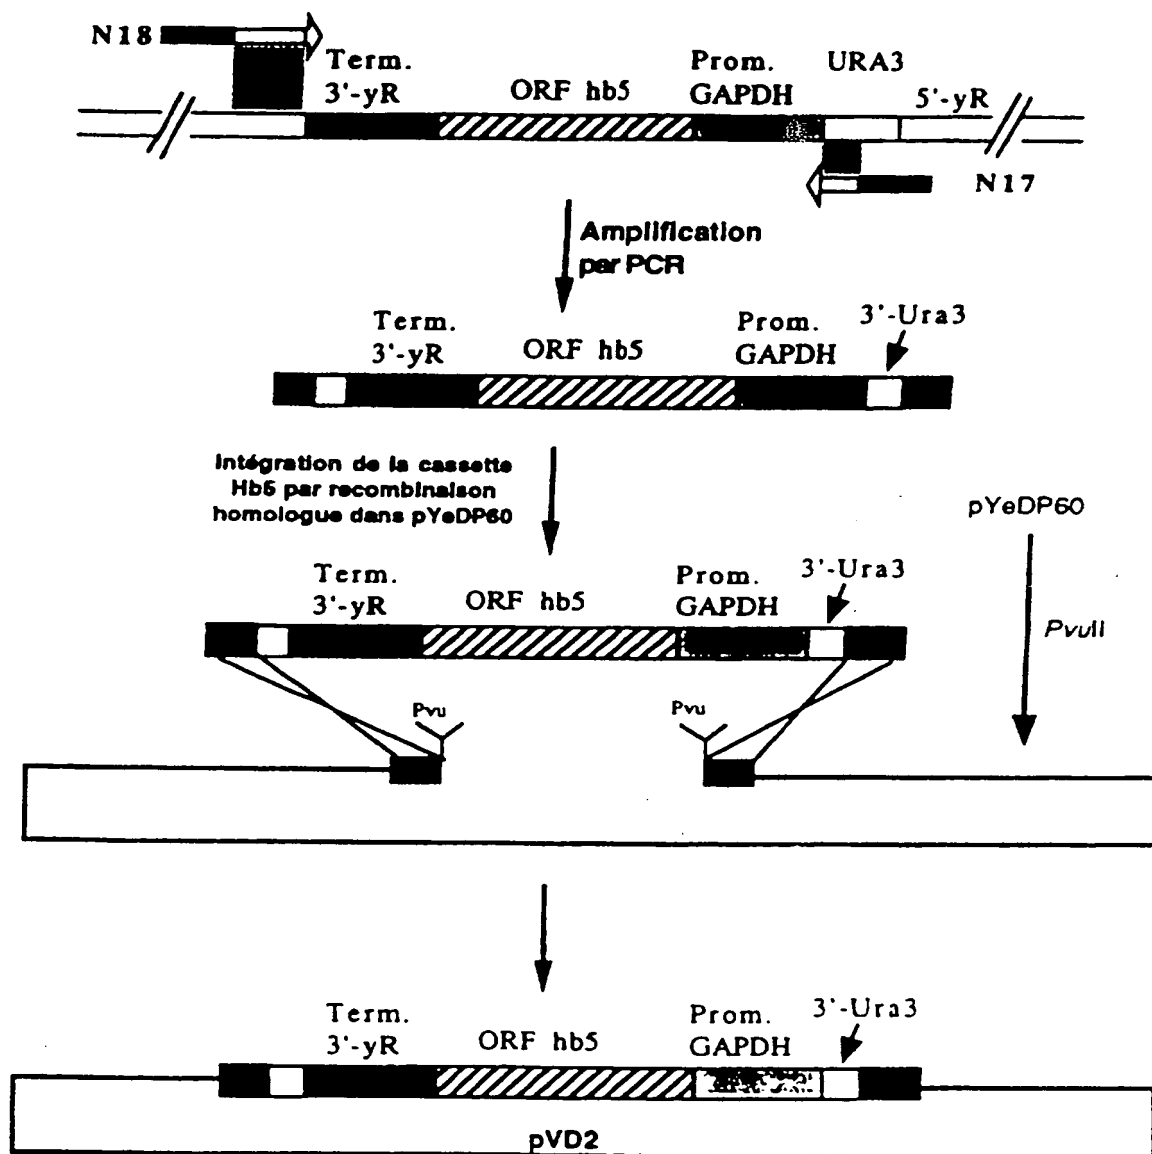 N18
Term.
3'-yR
ORF hb5
Prom.
GAPDH
URA3
5'-yR
N17
Amplification
par PCR
Term.
3'-yR
ORF hb5
Prom.
GAPDH
3'-Ura3
Intégration de la cassette
Hb5 par recombinaison
homologue dans pYeDP60
pYeDP60
PvuII
Term.
3'-yR
ORF hb5
Prom.
GAPDH
3'-Ura3
Pvu
Pvu
Term.
3'-yR
ORF hb5
Prom.
GAPDH
3'-Ura3
pVD2